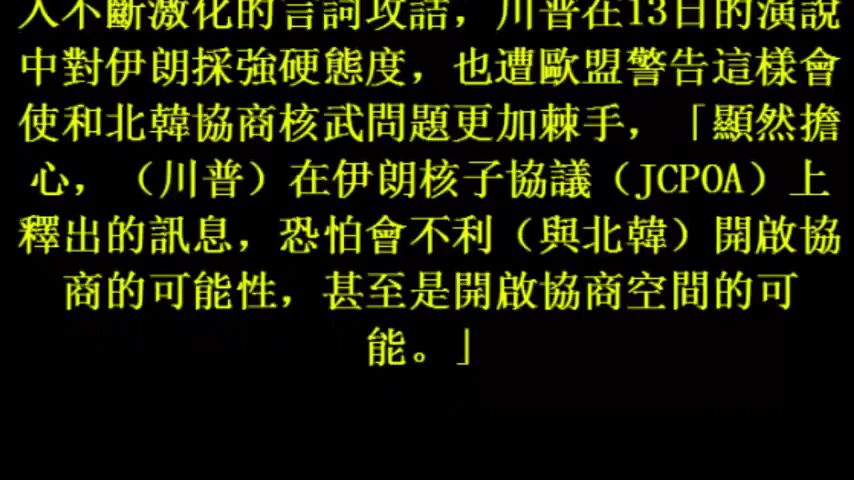 人不斷激化的言詞攻詰，川普在13日的演說
中對伊朗採強硬態度，也遭歐盟警告這樣會
使和北韓協商核武問題更加棘手，「顯然擔
心，（川普）在伊朗核子協議（JCPOA）上
釋出的訊息，恐怕會不利（與北韓）開啟協
商的可能性，甚至是開啟協商空間的可
能。」